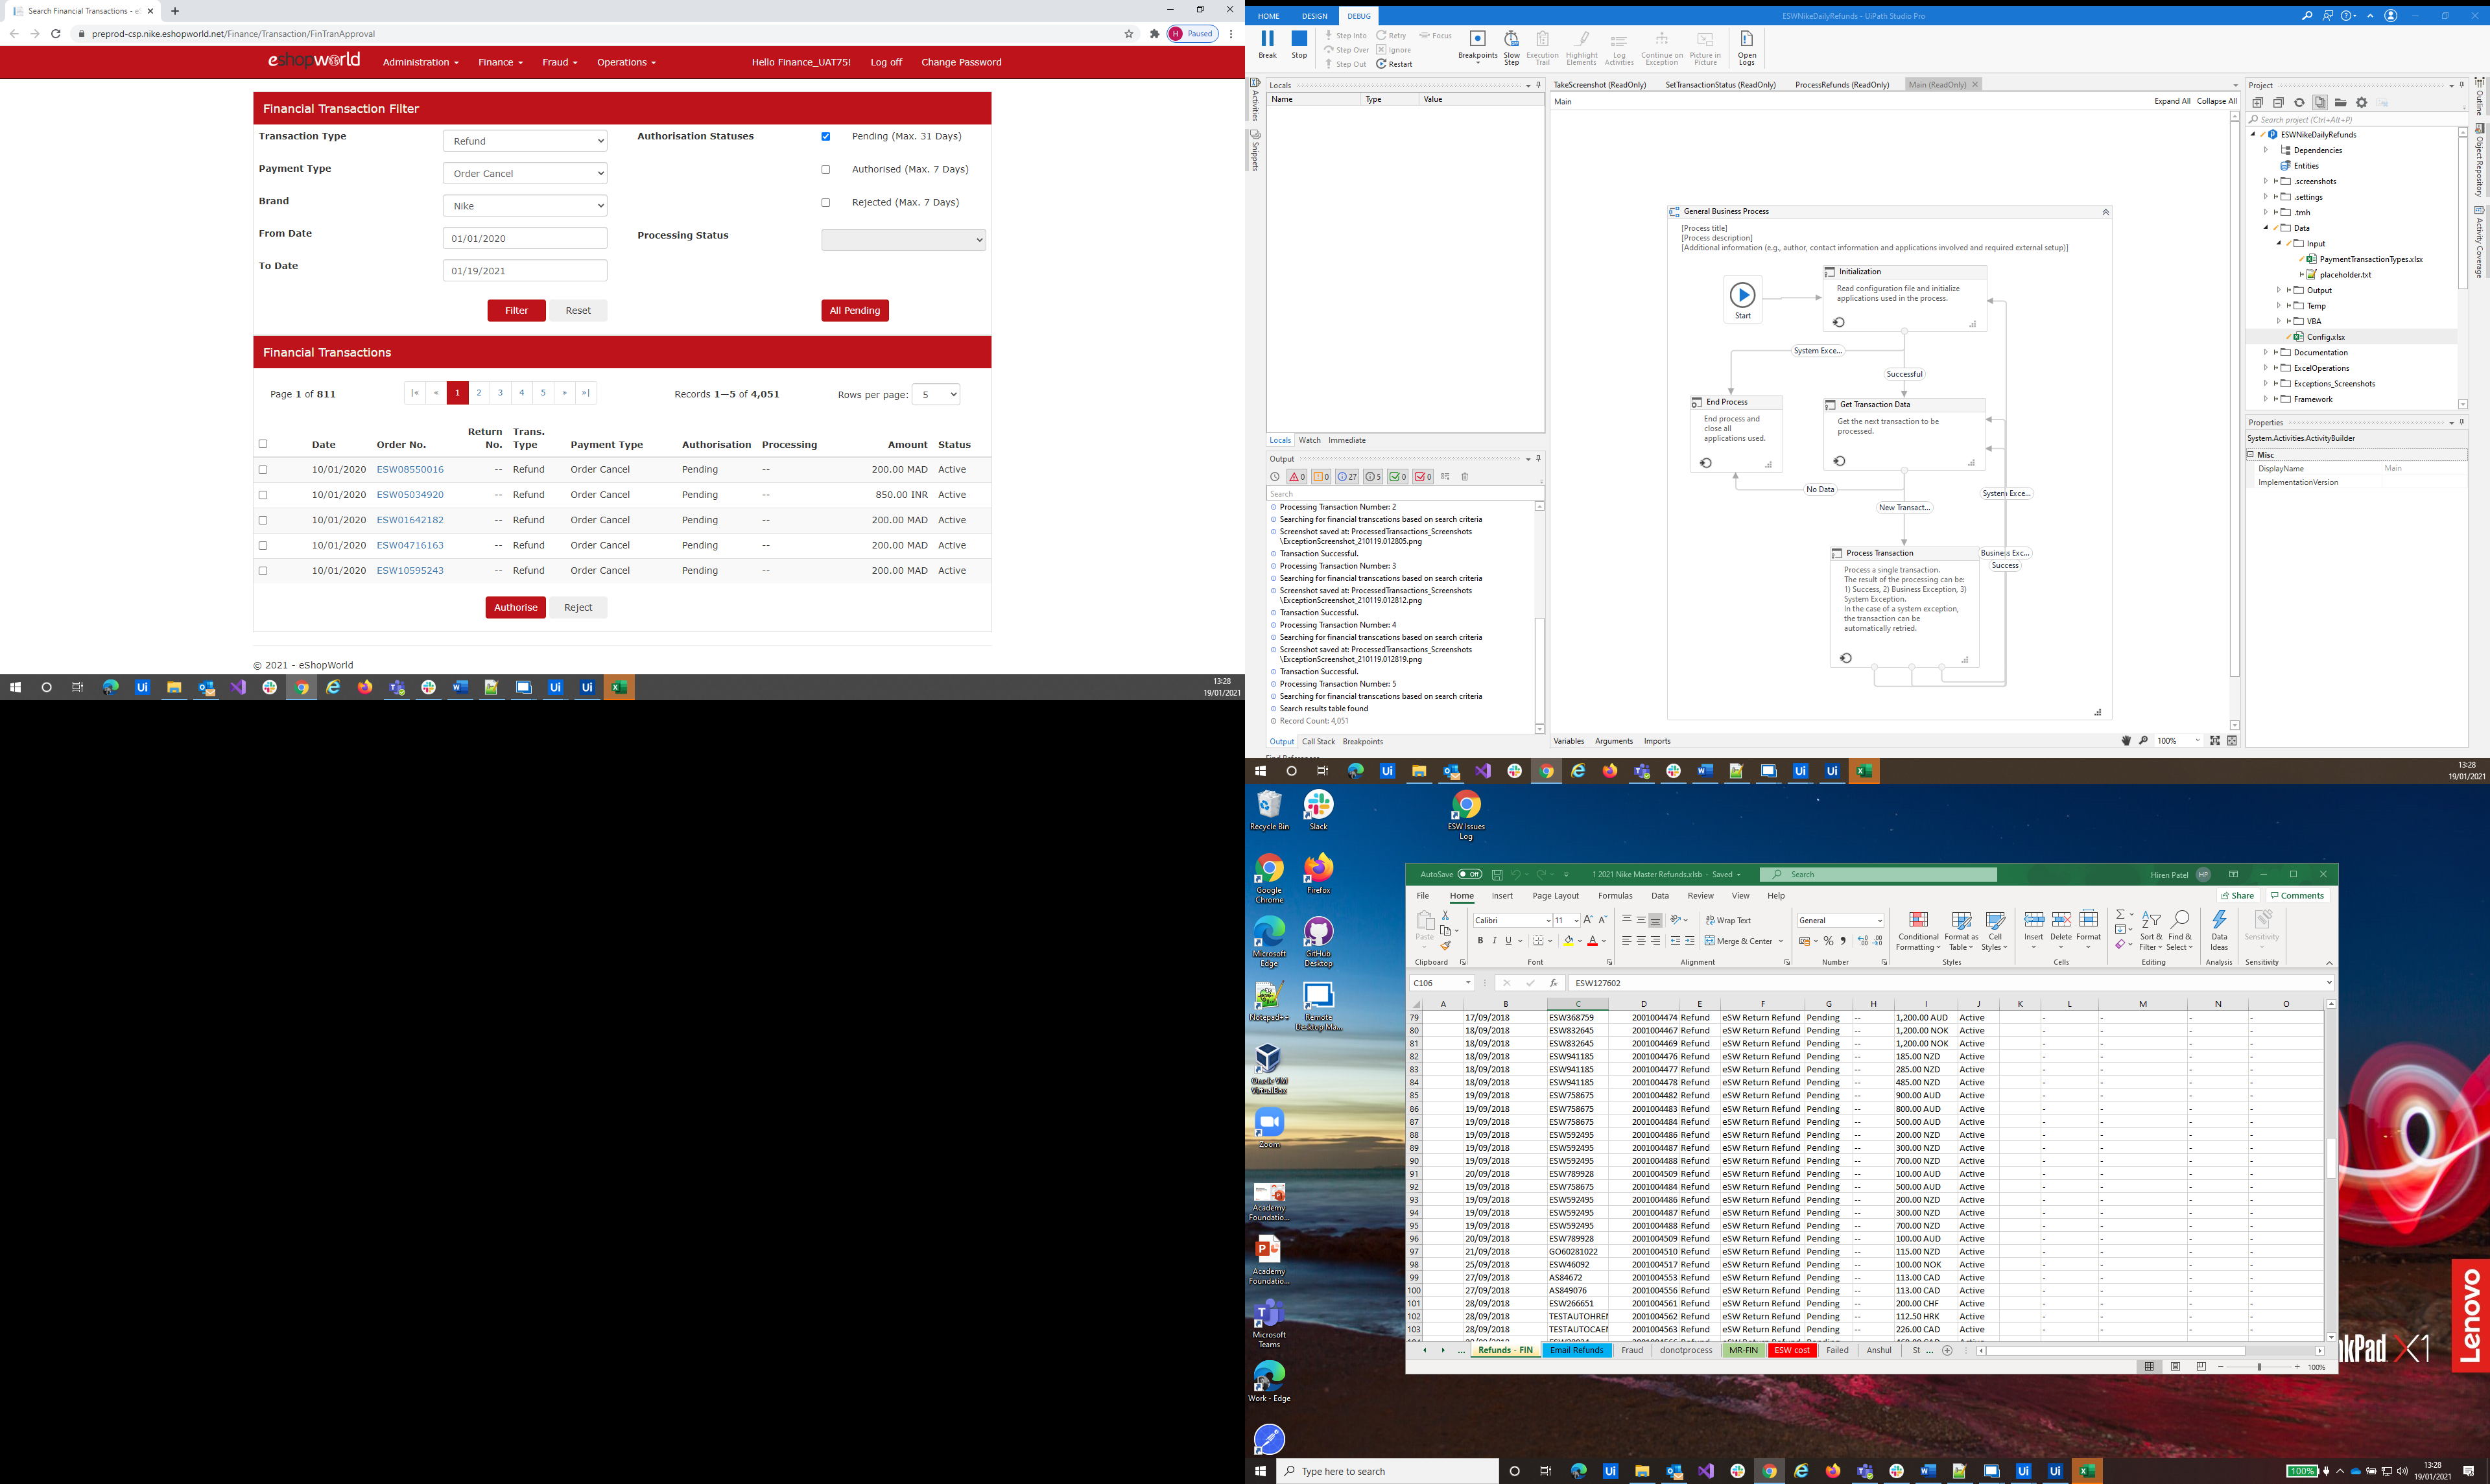 Search Financial Transactions - eS
preprod-csp.nike.eshopworld.net/Finance/Transaction/FinTranApproval
H Paused
eshopworld
Administration Finance Fraud Operations
Hello Finance_UAT75! Log off Change Password
Financial Transaction Filter
Transaction Type Refund Authorisation Statuses Pending (Max. 31 Days)
Payment Type Order Cancel Authorised (Max. 7 Days)
Brand Nike Rejected (Max. 7 Days)
From Date 01/01/2020 Processing Status
To Date 01/19/2021
Filter Reset All Pending
Financial Transactions
Page 1 of 811 |« « 1 2 3 4 5 » »| Records 1—5 of 4,051 Rows per page: 5
Date Order No. Return No. Trans. Type Payment Type Authorisation Processing Amount Status
10/01/2020 ESW08550016 -- Refund Order Cancel Pending -- 200.00 MAD Active
10/01/2020 ESW05034920 -- Refund Order Cancel Pending -- 850.00 INR Active
10/01/2020 ESW01642182 -- Refund Order Cancel Pending -- 200.00 MAD Active
10/01/2020 ESW04716163 -- Refund Order Cancel Pending -- 200.00 MAD Active
10/01/2020 ESW10595243 -- Refund Order Cancel Pending -- 200.00 MAD Active
Authorise Reject
© 2021 - eShopWorld
13:28
19/01/2021
HOME DESIGN DEBUG
ESWNikeDailyRefunds - UiPath Studio Pro
Break Stop
Step Into Retry Focus
Step Over Ignore
Step Out Restart
Breakpoints Slow Step Execution Trail Highlight Elements Log Activities Continue on Exception Picture in Picture Open Logs
Activities
Snippets
Locals
Name Type Value
Locals Watch Immediate
Output
0 0 27 5 0 0
Search
Processing Transaction Number: 2
Searching for financial transcations based on search criteria
Screenshot saved at: ProcessedTransactions_Screenshots
\ExceptionScreenshot_210119.012805.png
Transaction Successful.
Processing Transaction Number: 3
Searching for financial transcations based on search criteria
Screenshot saved at: ProcessedTransactions_Screenshots
\ExceptionScreenshot_210119.012812.png
Transaction Successful.
Processing Transaction Number: 4
Searching for financial transcations based on search criteria
Screenshot saved at: ProcessedTransactions_Screenshots
\ExceptionScreenshot_210119.012819.png
Transaction Successful.
Processing Transaction Number: 5
Searching for financial transcations based on search criteria
Search results table found
Record Count: 4,051
Output Call Stack Breakpoints
TakeScreenshot (ReadOnly) SetTransactionStatus (ReadOnly) ProcessRefunds (ReadOnly) Main (ReadOnly)
Main Expand All Collapse All
General Business Process
[Process title]
[Process description]
[Additional information (e.g., author, contact information and applications involved and required external setup)]
Start
Initialization
Read configuration file and initialize
applications used in the process.
System Exce...
Successful
End Process
End process and
close all
applications used.
Get Transaction Data
Get the next transaction to be
processed.
No Data
System Exce...
New Transact...
Process Transaction
Process a single transaction.
The result of the processing can be:
1) Success, 2) Business Exception, 3)
System Exception.
In the case of a system exception,
the transaction can be
automatically retried.
Business Exc...
Success
Variables Arguments Imports
100%
Project
Search project (Ctrl+Alt+P)
ESWNikeDailyRefunds
Dependencies
Entities
.screenshots
.settings
.tmh
Data
Input
PaymentTransactionTypes.xlsx
placeholder.txt
Output
Temp
VBA
Config.xlsx
Documentation
ExcelOperations
Exceptions_Screenshots
Framework
Properties
System.Activities.ActivityBuilder
Misc
DisplayName Main
ImplementationVersion
Outline
Object Repository
Activity Coverage
13:28
19/01/2021
Recycle Bin
Slack
ESW Issues Log
Google Chrome
Firefox
Microsoft Edge
GitHub Desktop
Notepad++
Remote Desktop Ma...
Oracle VM VirtualBox
Zoom
Academy Foundatio...
Academy Foundatio...
Microsoft Teams
Work - Edge
AutoSave Off 1 2021 Nike Master Refunds.xlsb - Saved Search Hiren Patel HP
File Home Insert Page Layout Formulas Data Review View Help Share Comments
Paste Calibri 11 Wrap Text General
B I U Merge & Center
Conditional Formatting Format as Table Cell Styles Insert Delete Format Sort & Filter Find & Select Data Ideas Sensitivity
Clipboard Font Alignment Number Styles Cells Editing Analysis Sensitivity
C106 fx ESW127602
A B C D E F G H I J K L M N O
79 17/09/2018 ESW368759 2001004474 Refund eSW Return Refund Pending -- 1,200.00 AUD Active - - - -
80 18/09/2018 ESW832645 2001004467 Refund eSW Return Refund Pending -- 1,200.00 NOK Active - - - -
81 18/09/2018 ESW832645 2001004469 Refund eSW Return Refund Pending -- 1,200.00 NOK Active - - - -
82 18/09/2018 ESW941185 2001004476 Refund eSW Return Refund Pending -- 185.00 NZD Active - - - -
83 18/09/2018 ESW941185 2001004477 Refund eSW Return Refund Pending -- 285.00 NZD Active - - - -
84 18/09/2018 ESW941185 2001004478 Refund eSW Return Refund Pending -- 485.00 NZD Active - - - -
85 19/09/2018 ESW758675 2001004482 Refund eSW Return Refund Pending -- 900.00 AUD Active - - - -
86 19/09/2018 ESW758675 2001004483 Refund eSW Return Refund Pending -- 800.00 AUD Active - - - -
87 19/09/2018 ESW758675 2001004484 Refund eSW Return Refund Pending -- 500.00 AUD Active - - - -
88 19/09/2018 ESW592495 2001004486 Refund eSW Return Refund Pending -- 200.00 NZD Active - - - -
89 19/09/2018 ESW592495 2001004487 Refund eSW Return Refund Pending -- 300.00 NZD Active - - - -
90 19/09/2018 ESW592495 2001004488 Refund eSW Return Refund Pending -- 700.00 NZD Active - - - -
91 20/09/2018 ESW789928 2001004509 Refund eSW Return Refund Pending -- 100.00 AUD Active - - - -
92 19/09/2018 ESW758675 2001004484 Refund eSW Return Refund Pending -- 500.00 AUD Active - - - -
93 19/09/2018 ESW592495 2001004486 Refund eSW Return Refund Pending -- 200.00 NZD Active - - - -
94 19/09/2018 ESW592495 2001004487 Refund eSW Return Refund Pending -- 300.00 NZD Active - - - -
95 19/09/2018 ESW592495 2001004488 Refund eSW Return Refund Pending -- 700.00 NZD Active - - - -
96 20/09/2018 ESW789928 2001004509 Refund eSW Return Refund Pending -- 100.00 AUD Active - - - -
97 21/09/2018 GO60281022 2001004510 Refund eSW Return Refund Pending -- 115.00 NZD Active - - - -
98 25/09/2018 ESW46092 2001004517 Refund eSW Return Refund Pending -- 100.00 NOK Active - - - -
99 27/09/2018 AS84672 2001004553 Refund eSW Return Refund Pending -- 113.00 CAD Active - - - -
100 27/09/2018 AS849076 2001004556 Refund eSW Return Refund Pending -- 113.00 CAD Active - - - -
101 28/09/2018 ESW266651 2001004561 Refund eSW Return Refund Pending -- 200.00 CHF Active - - - -
102 28/09/2018 TESTAUTOHREN 2001004562 Refund eSW Return Refund Pending -- 112.50 HRK Active - - - -
103 28/09/2018 TESTAUTOCAEN 2001004563 Refund eSW Return Refund Pending -- 226.00 CAD Active - - - -
... Refunds - FIN Email Refunds Fraud donotprocess MR-FIN ESW cost Failed Anshul St ...
100%
Lenovo
nkPad X1
Type here to search
100%
13:28
19/01/2021